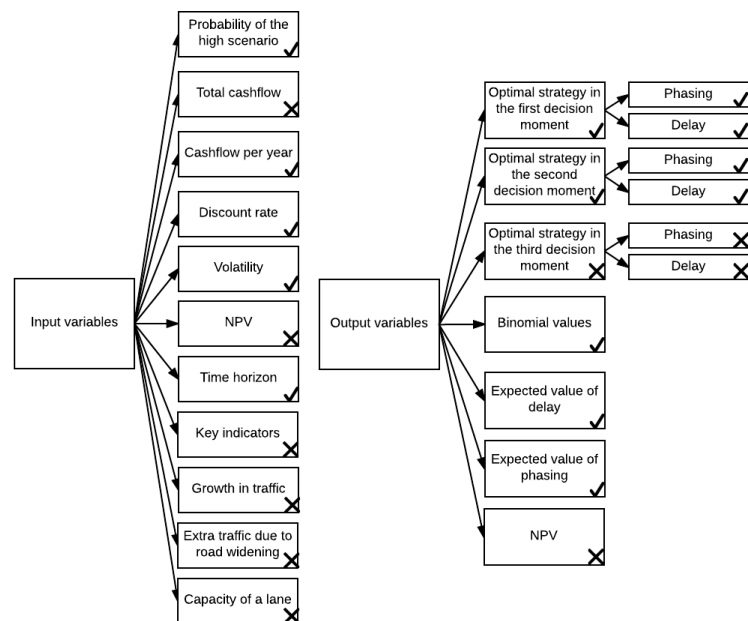 Input variables
Probability of the
high scenario
Total cashflow
Cashflow per year
Discount rate
Volatility
NPV
Time horizon
Key indicators
Growth in traffic
Extra traffic due to
road widening
Capacity of a lane
Output variables
Optimal strategy in
the first decision
moment
Phasing
Delay
Optimal strategy in
the second
decision moment
Phasing
Delay
Optimal strategy in
the third decision
moment
Phasing
Delay
Binomial values
Expected value of
delay
Expected value of
phasing
NPV